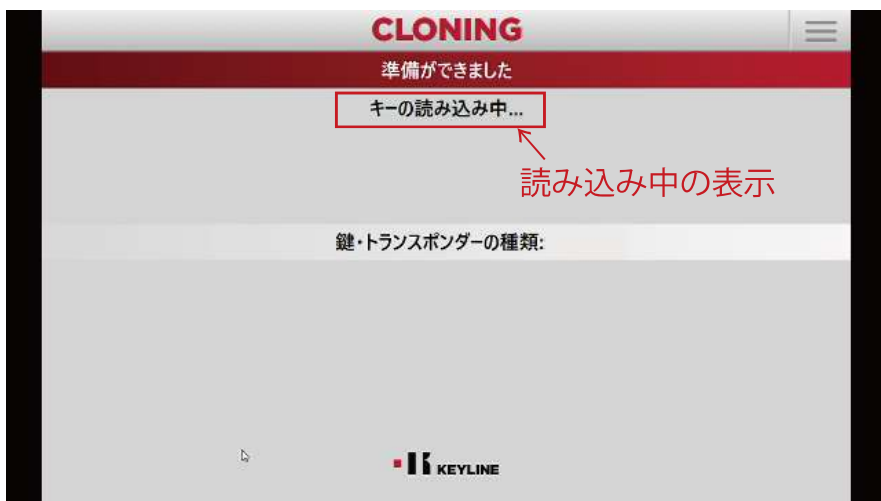 CLONING
準備ができました
キーの読み込み中...
読み込み中の表示
鍵・トランスポンダーの種類:
KEYLINE